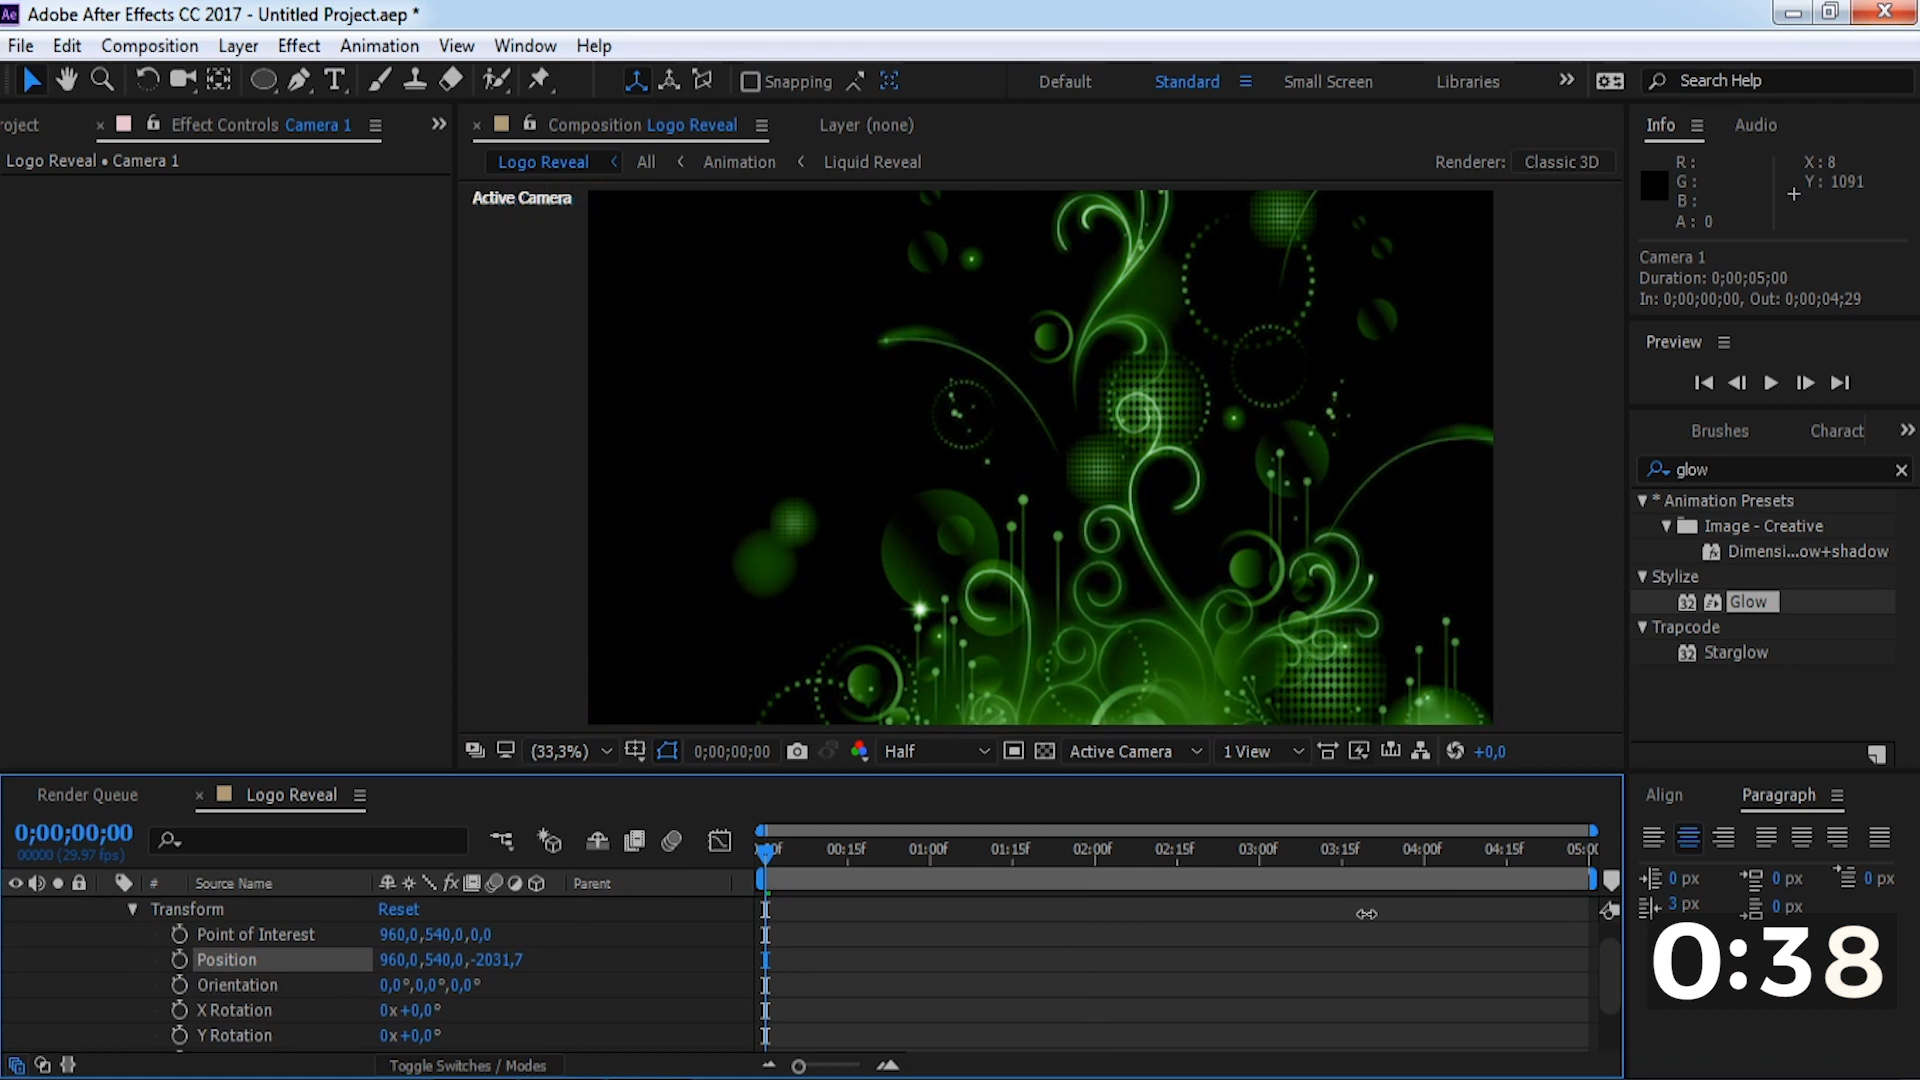 Ae Adobe After Effects CC 2017 - Untitled Project.aep *
File Edit Composition Layer Effect Animation View Window Help
Snapping Default Standard Small Screen Libraries Search Help
roject Effect Controls Camera 1
Logo Reveal • Camera 1
Composition Logo Reveal Layer (none)
Logo Reveal All Animation Liquid Reveal Renderer: Classic 3D
Active Camera
(33,3%) 0;00;00;00 Half Active Camera 1 View +0,0
Info Audio
R: X: 8
G: Y: 1091
B:
A: 0
Camera 1
Duration: 0;00;05;00
In: 0;00;00;00, Out: 0;00;04;29
Preview
Brushes Charact
glow
* Animation Presets
Image - Creative
Dimensi...ow+shadow
Stylize
32 Glow
Trapcode
32 Starglow
Render Queue Logo Reveal
0;00;00;00
00000 (29.97 fps)
00:15f 01:00f 01:15f 02:00f 02:15f 03:00f 03:15f 04:00f 04:15f 05:0
# Source Name fx Parent
Transform Reset
Point of Interest 960,0,540,0,0,0
Position 960,0,540,0,-2031,7
Orientation 0,0°,0,0°,0,0°
X Rotation 0x+0,0°
Y Rotation 0x+0,0°
Toggle Switches / Modes
Align Paragraph
0 px 0 px 0 px
3 px 0 px
0:38